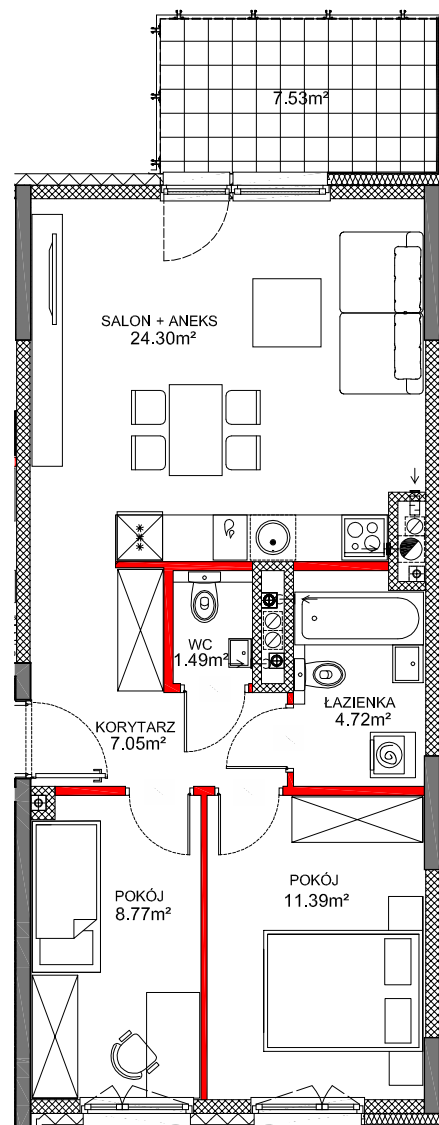 7.53m²
SALON + ANEKS
24.30m²
WC
1.49m²
ŁAZIENKA
4.72m²
KORYTARZ
7.05m²
POKÓJ
8.77m²
POKÓJ
11.39m²